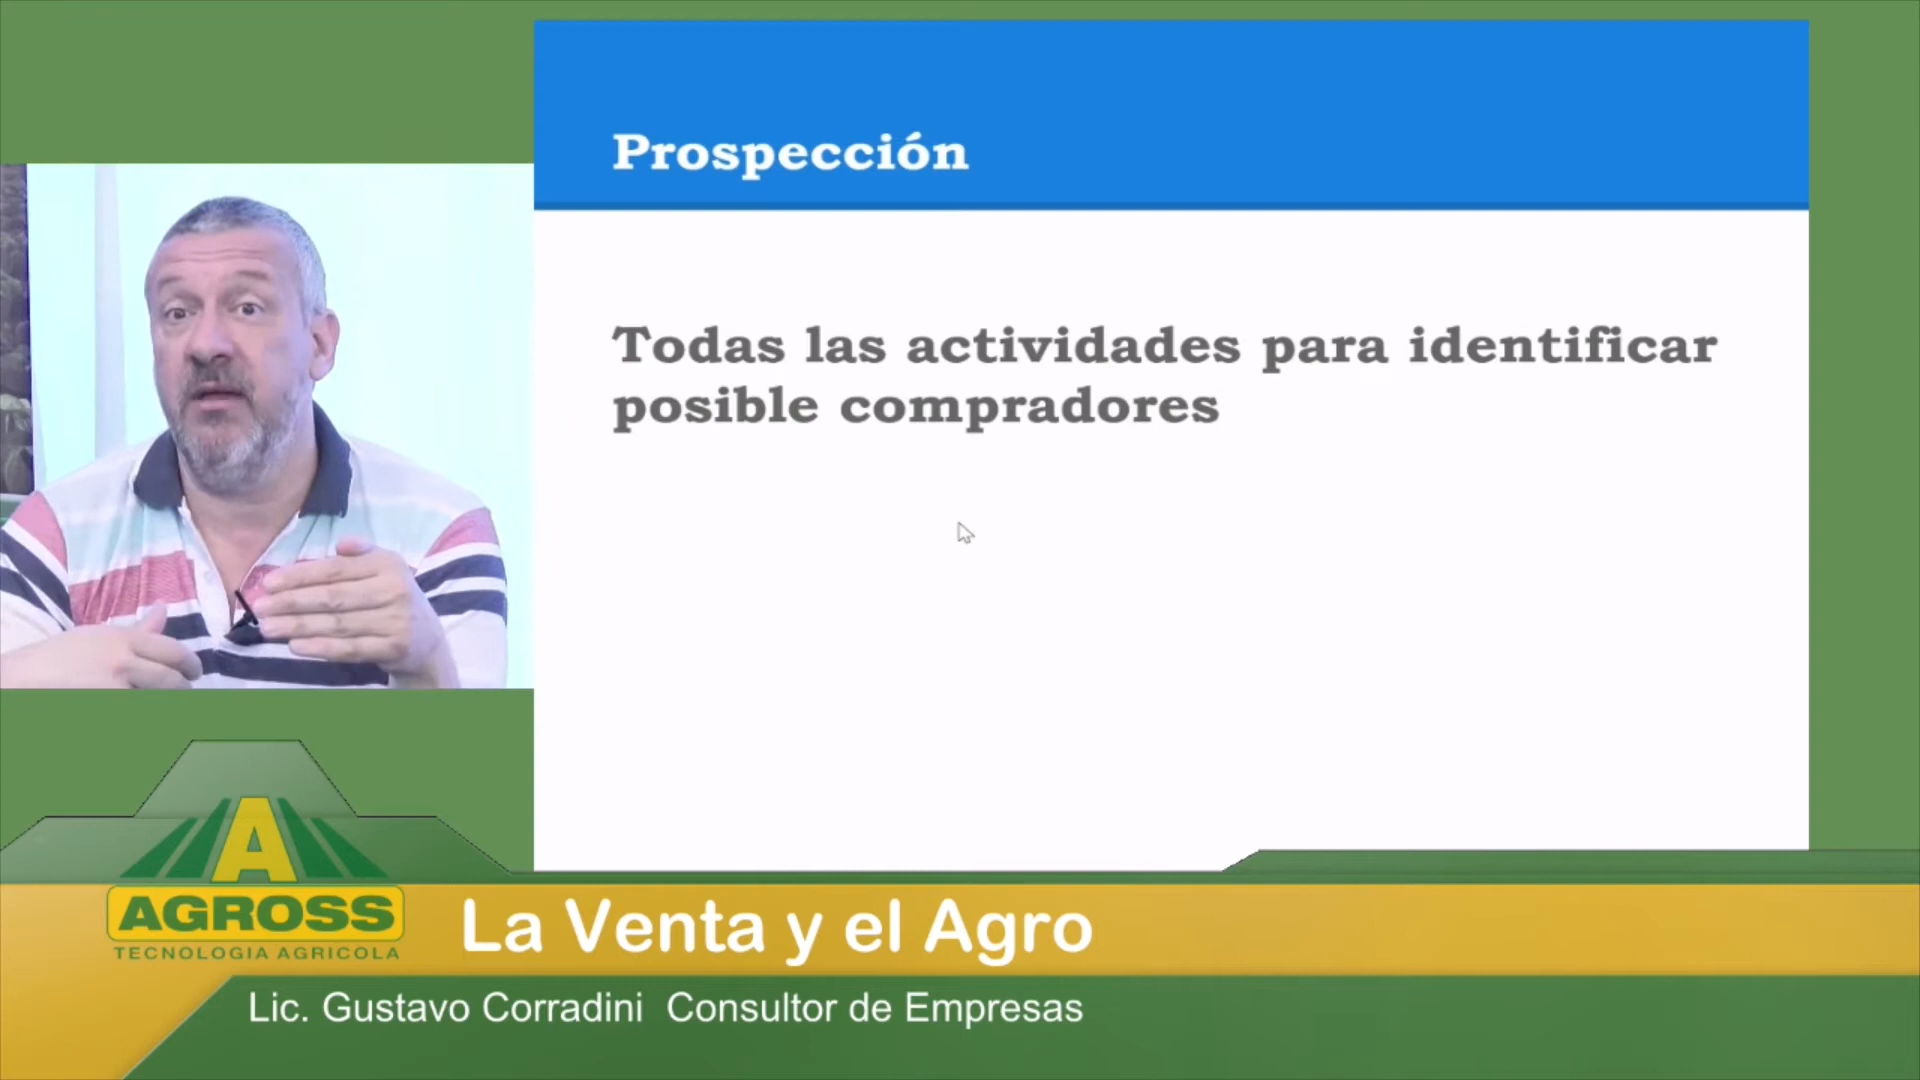 Prospección
Todas las actividades para identificar
posible compradores
A
AGROSS
TECNOLOGIA AGRICOLA
La Venta y el Agro
Lic. Gustavo Corradini Consultor de Empresas